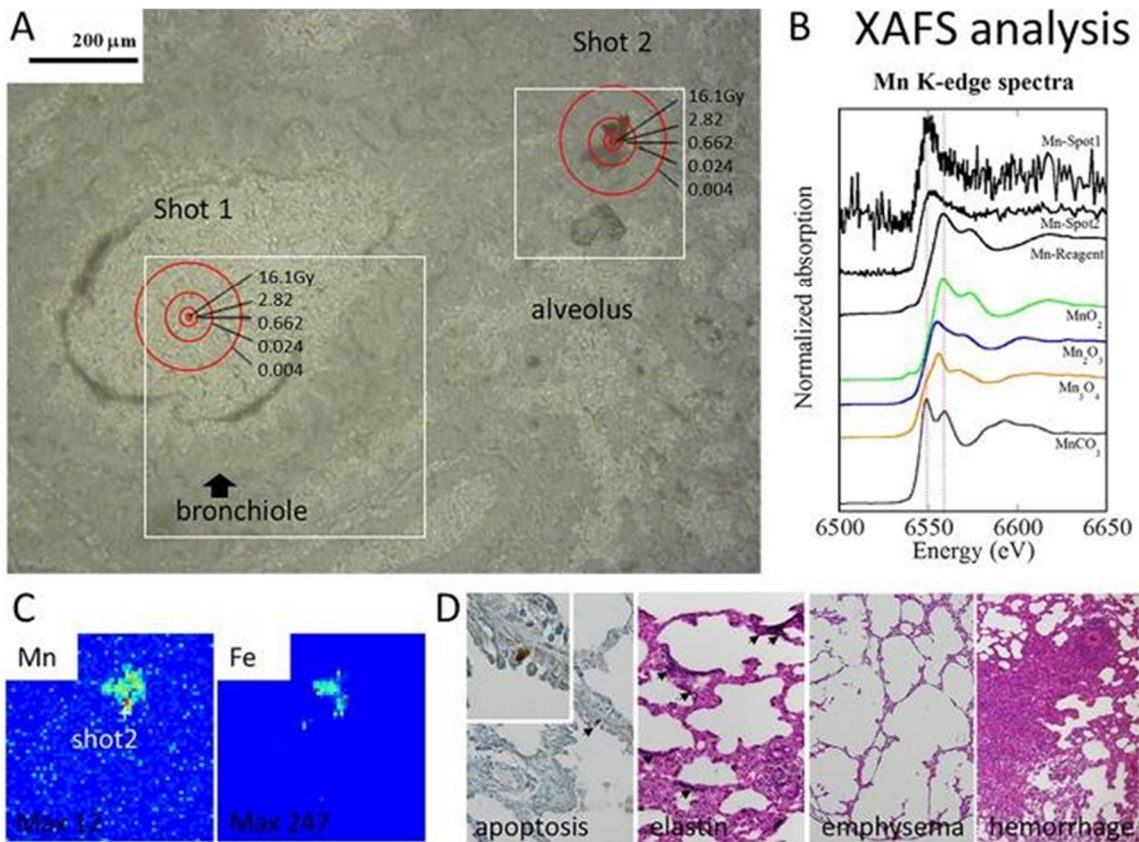 A
200 μm
Shot 2
16.1Gy
2.82
0.662
0.024
0.004
Shot 1
16.1Gy
2.82
0.662
0.024
0.004
alveolus
bronchiole
B
XAFS analysis
Mn K-edge spectra
Normalized absorption
Mn-Spot1
Mn-Spot2
Mn-Reagent
MnO2
Mn2O3
Mn3O4
MnCO3
6500 6550 6600 6650
Energy (eV)
C
Mn
shot2
Max 12
Fe
Max 247
D
apoptosis
elastin
emphysema
hemorrhage